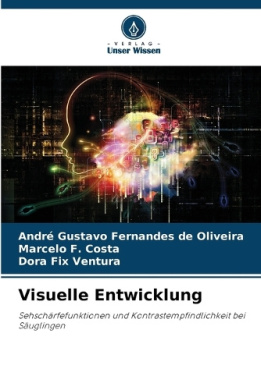 VERLAG
Unser Wissen
André Gustavo Fernandes de Oliveira
Marcelo F. Costa
Dora Fix Ventura
Visuelle Entwicklung
Sehschärfefunktionen und Kontrastempfindlichkeit bei
Säuglingen